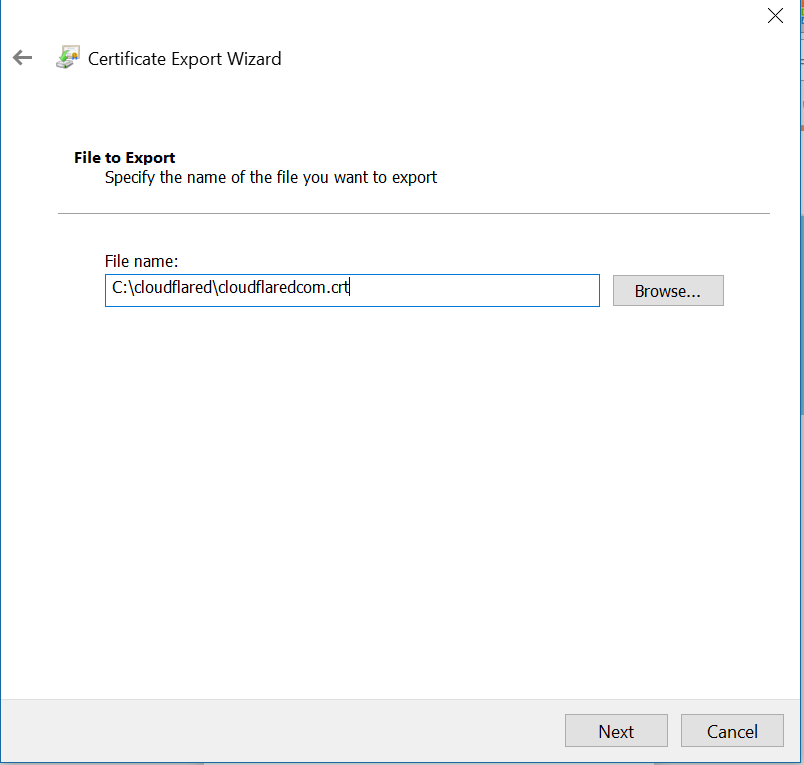 Certificate Export Wizard
File to Export
Specify the name of the file you want to export
File name:
C:\cloudflared\cloudflaredcom.crt
Browse...
Next
Cancel